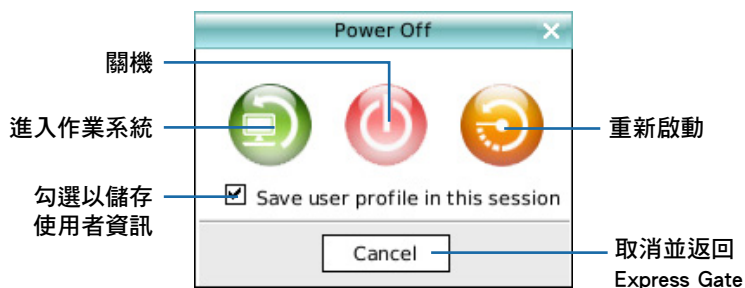 Power Off
關機
進入作業系統
重新啟動
勾選以儲存
使用者資訊
Save user profile in this session
Cancel
取消並返回
Express Gate